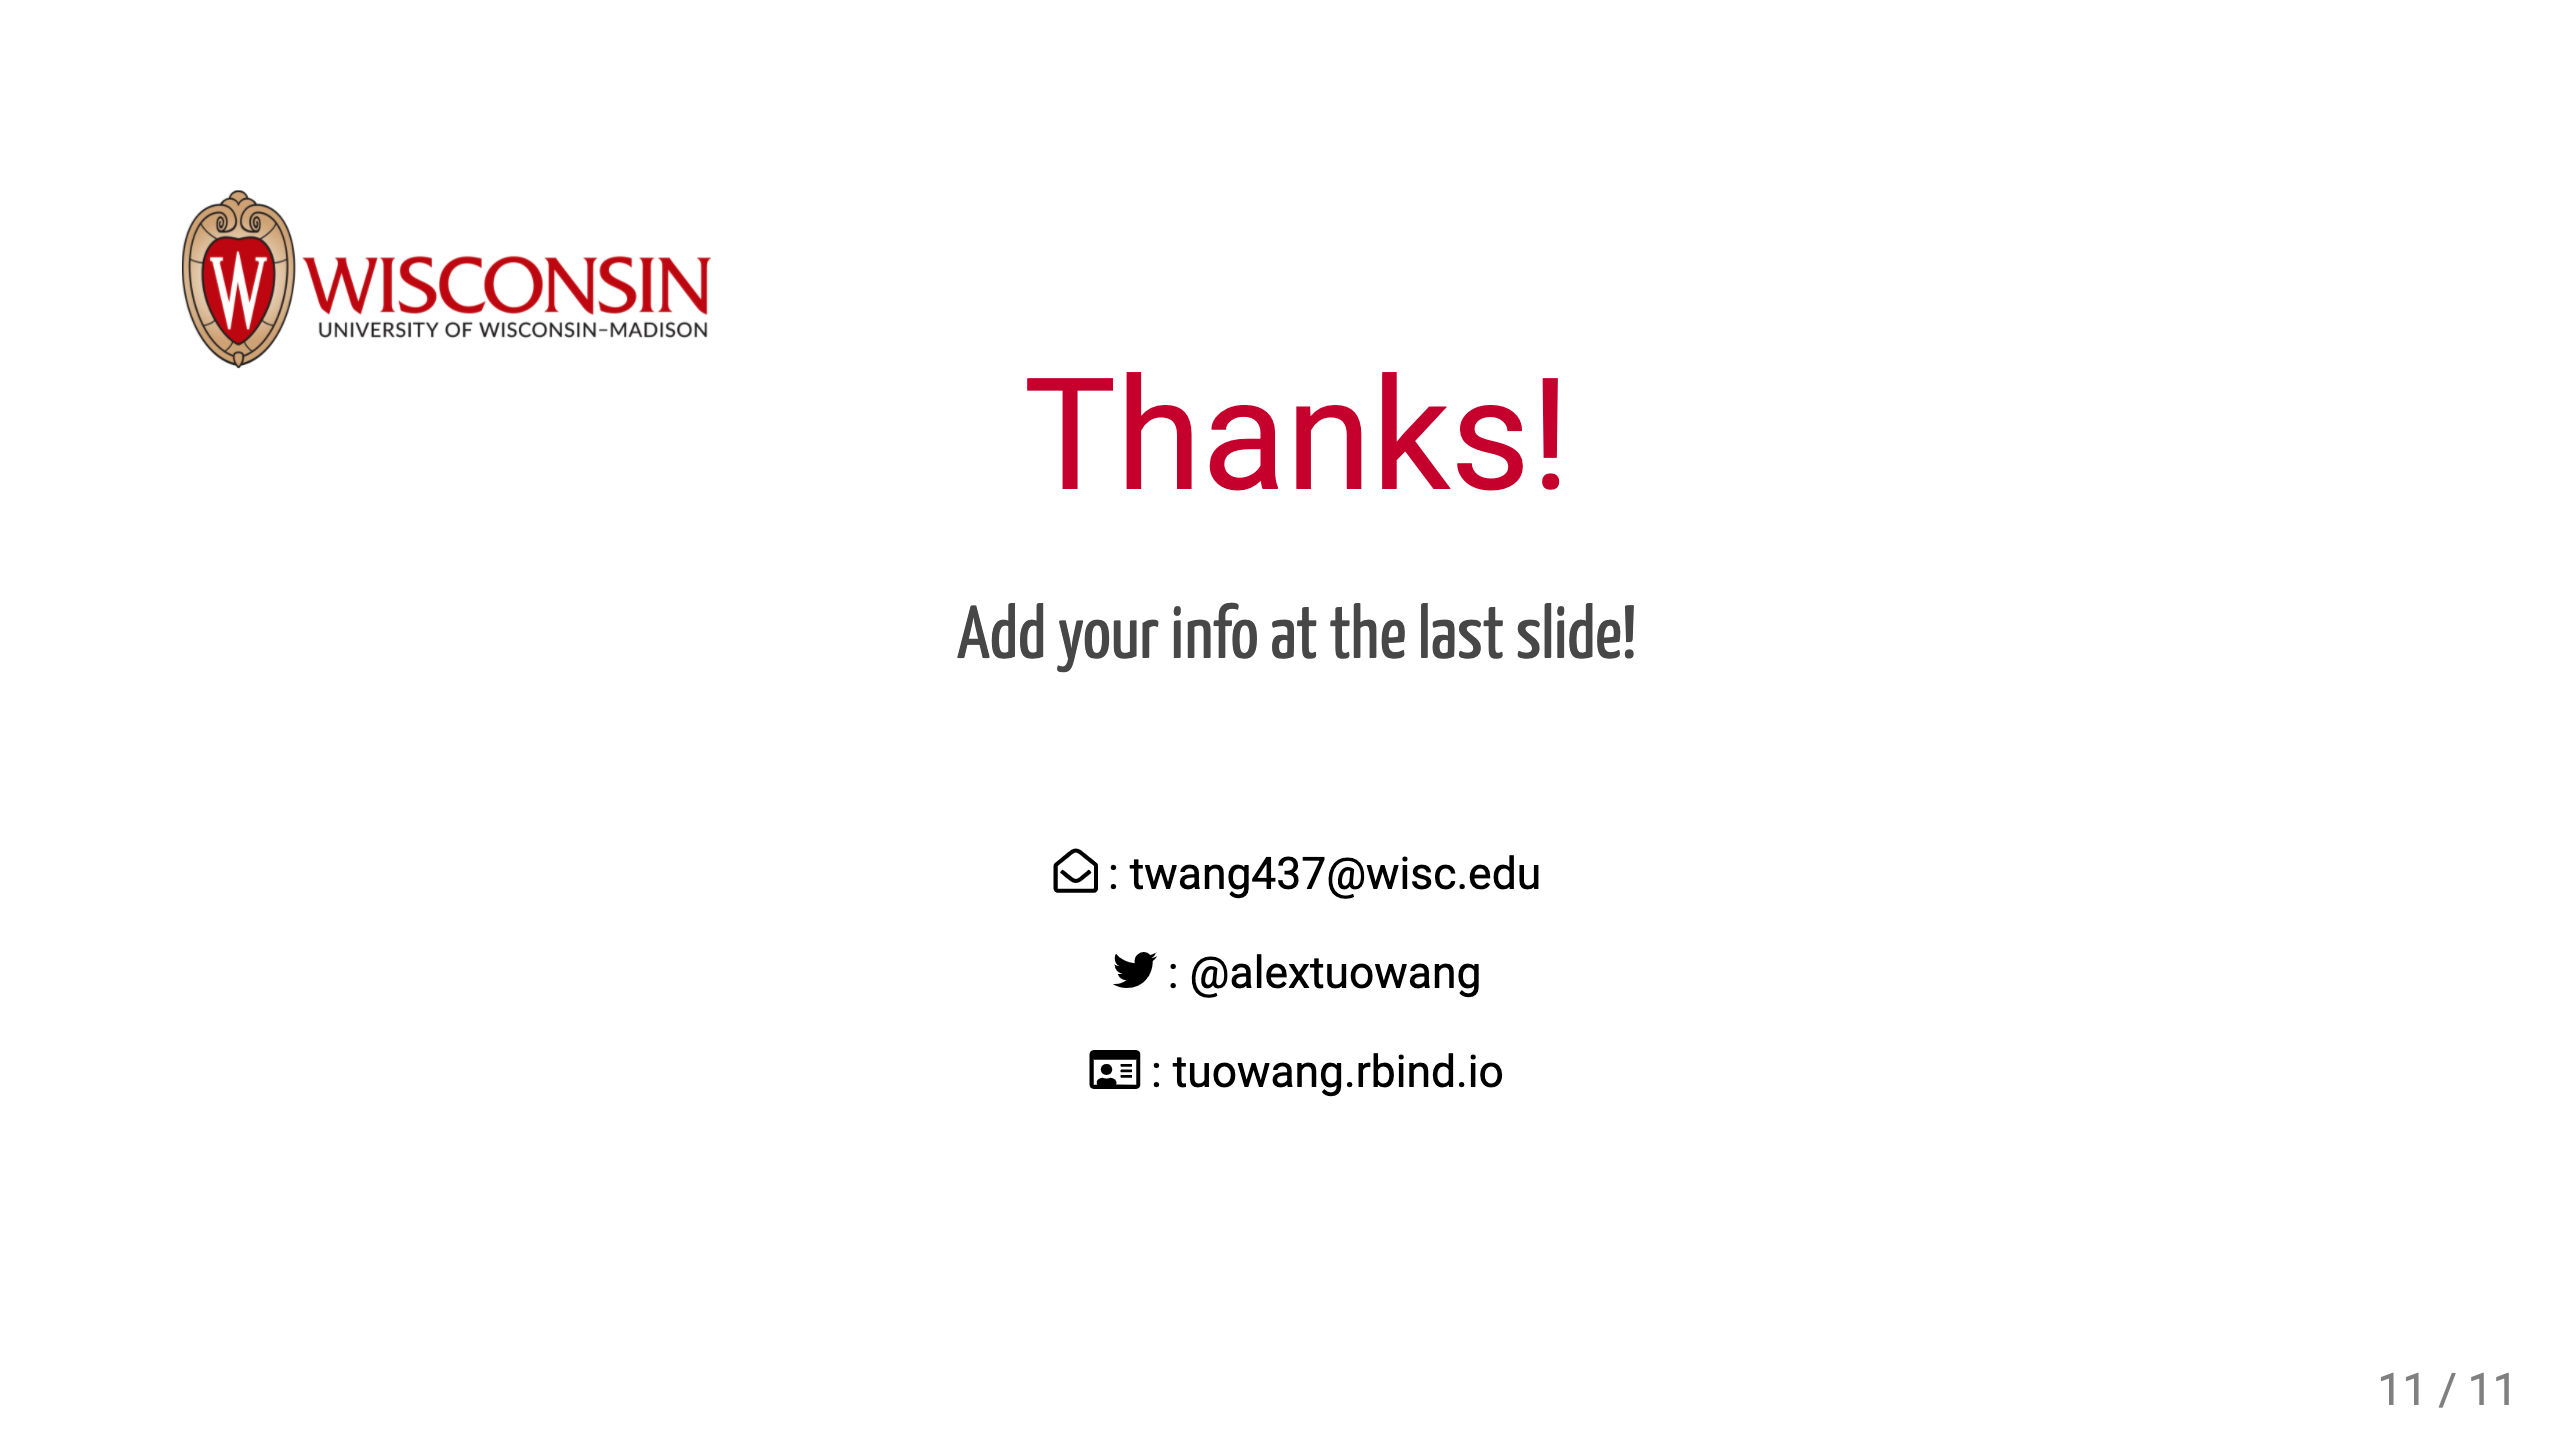 W
WISCONSIN
UNIVERSITY OF WISCONSIN–MADISON
Thanks!
Add your info at the last slide!
: twang437@wisc.edu
: @alextuowang
: tuowang.rbind.io
11 / 11